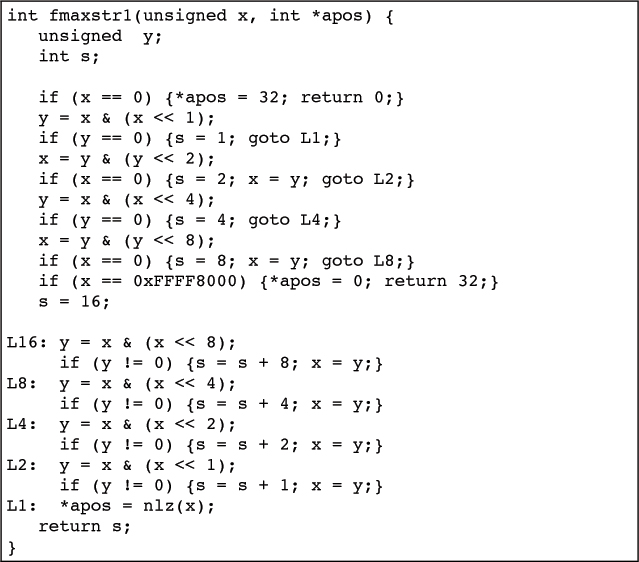 int fmaxstr1(unsigned x, int *apos) {
   unsigned  y;
   int s;

   if (x == 0) {*apos = 32; return 0;}
   y = x & (x << 1);
   if (y == 0) {s = 1; goto L1;}
   x = y & (y << 2);
   if (x == 0) {s = 2; x = y; goto L2;}
   y = x & (x << 4);
   if (y == 0) {s = 4; goto L4;}
   x = y & (y << 8);
   if (x == 0) {s = 8; x = y; goto L8;}
   if (x == 0xFFFF8000) {*apos = 0; return 32;}
   s = 16;

L16: y = x & (x << 8);
     if (y != 0) {s = s + 8; x = y;}
L8:  y = x & (x << 4);
     if (y != 0) {s = s + 4; x = y;}
L4:  y = x & (x << 2);
     if (y != 0) {s = s + 2; x = y;}
L2:  y = x & (x << 1);
     if (y != 0) {s = s + 1; x = y;}
L1:  *apos = nlz(x);
   return s;
}